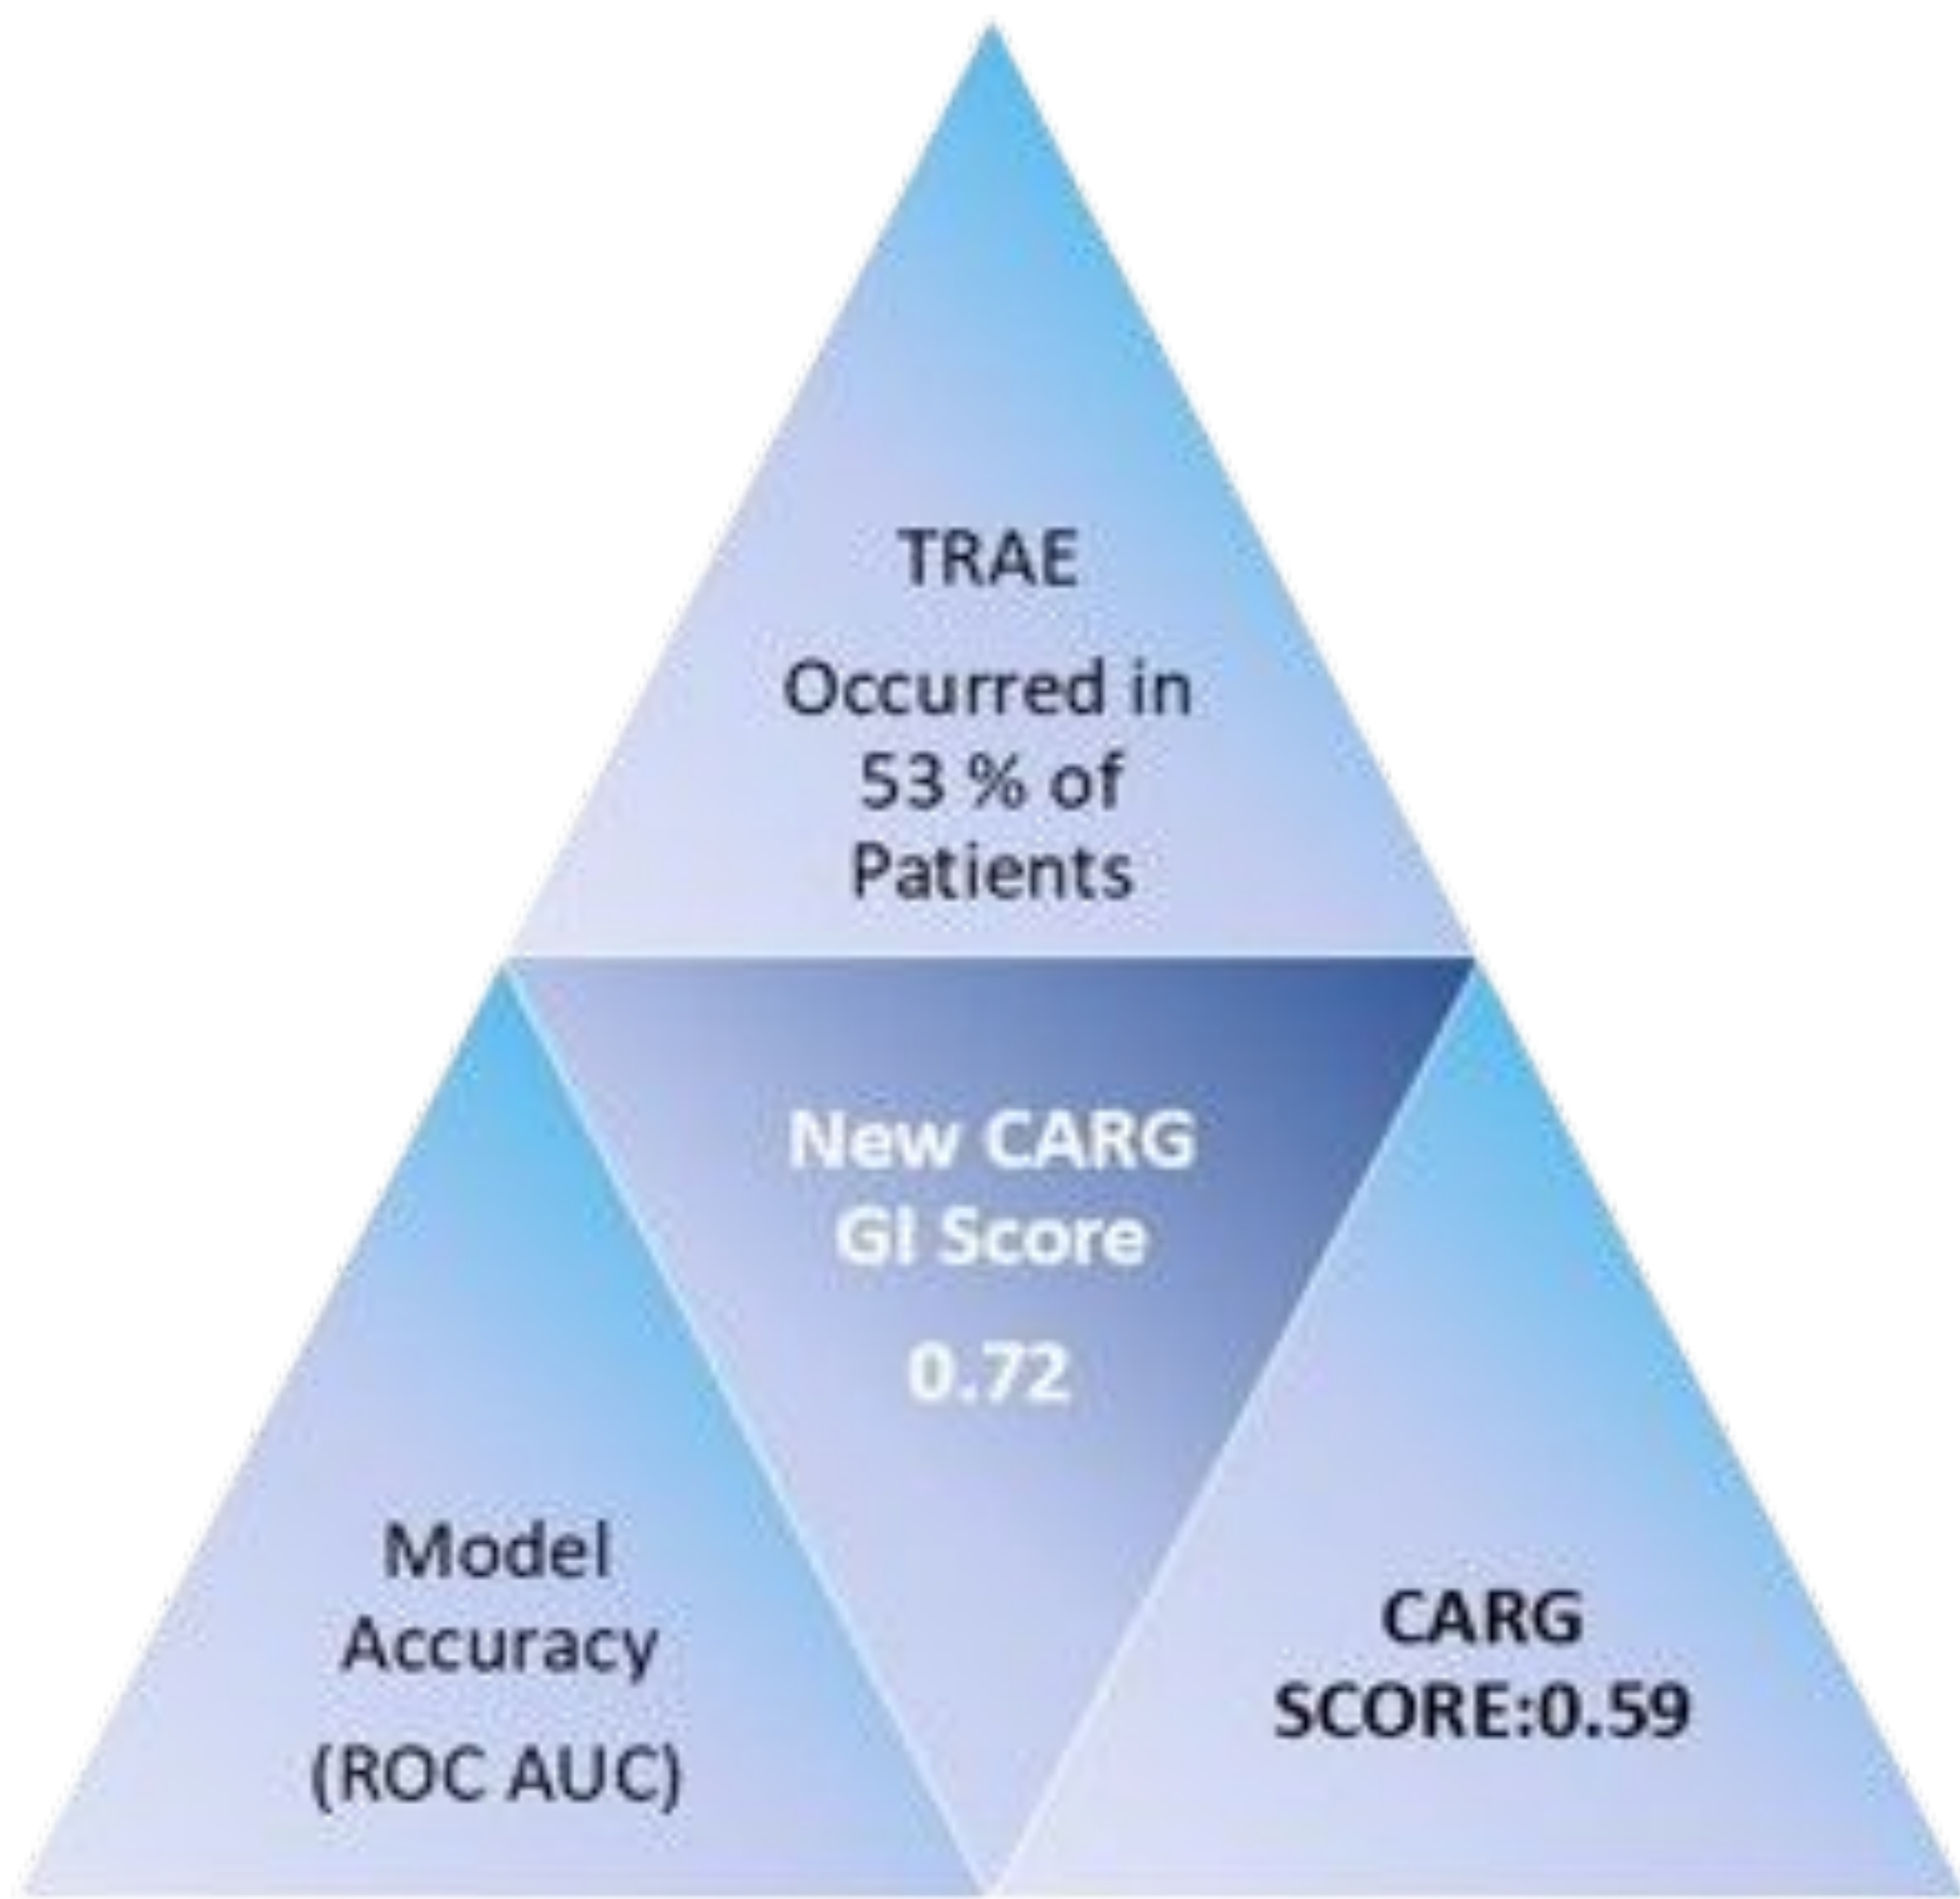 TRAE
Occurred in
53 % of
Patients
New CARG
GI Score
0.72
Model
Accuracy
(ROC AUC)
CARG
SCORE:0.59